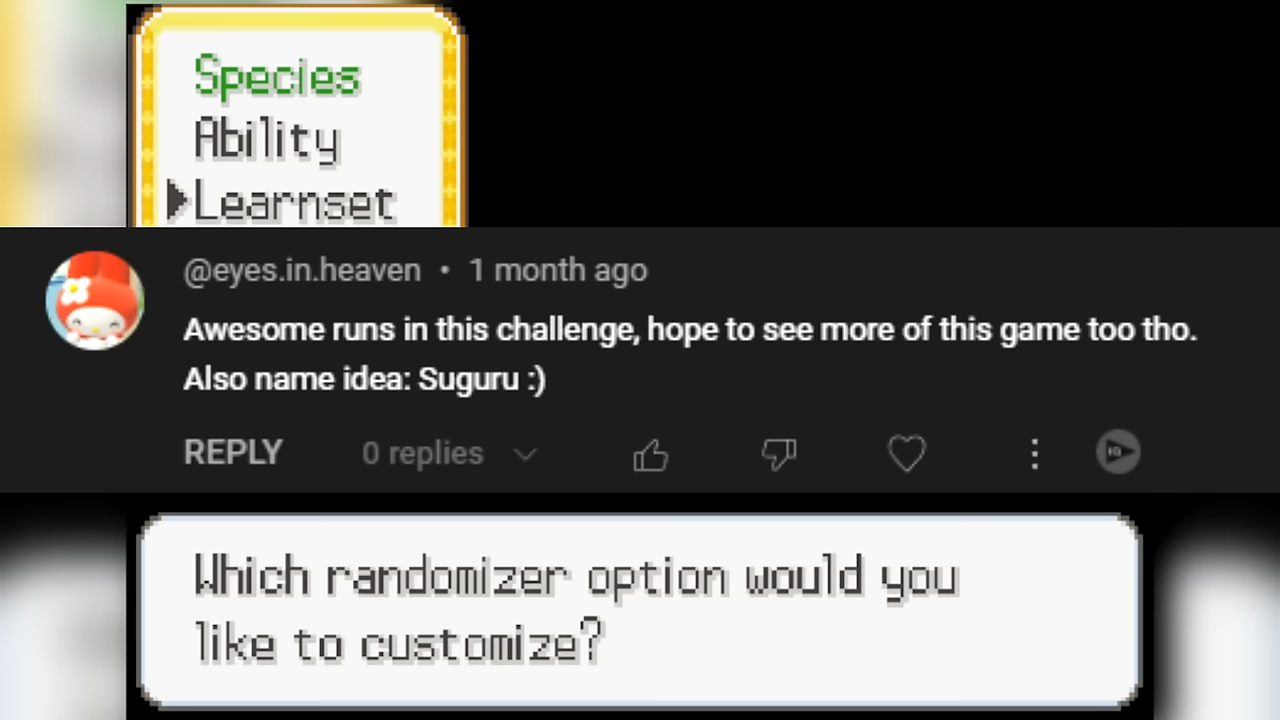 Species
Ability
Learnset
@eyes.in.heaven • 1 month ago
Awesome runs in this challenge, hope to see more of this game too tho.
Also name idea: Suguru :)
REPLY 0 replies
Which randomizer option would you
like to customize?